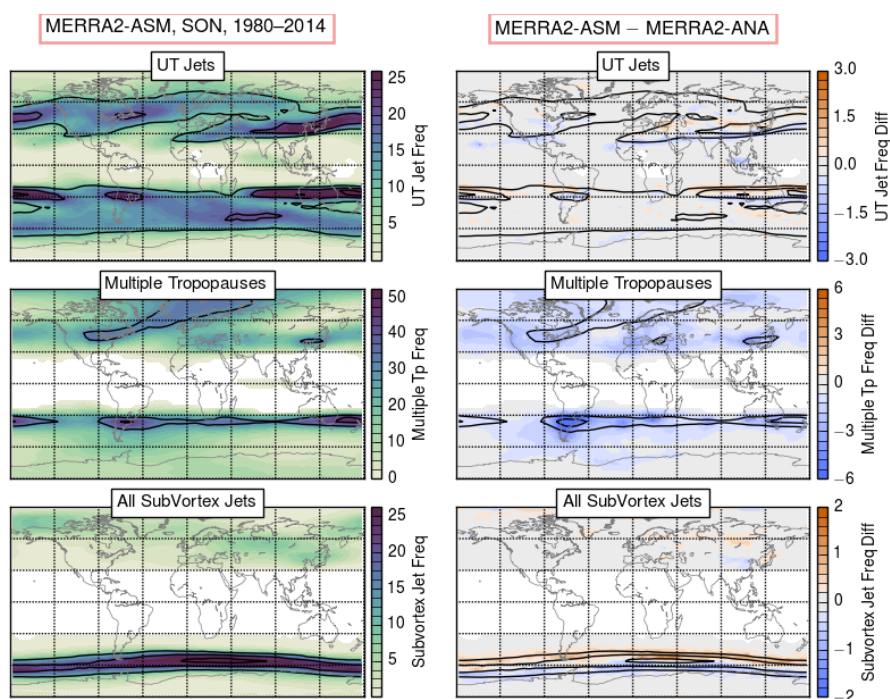 MERRA2-ASM, SON, 1980–2014
MERRA2-ASM − MERRA2-ANA
UT Jets
25
20
15
10
5
UT Jet Freq
UT Jets
3.0
1.5
0.0
−1.5
−3.0
UT Jet Freq Diff
Multiple Tropopauses
50
40
30
20
10
0
Multiple Tp Freq
Multiple Tropopauses
6
3
0
−3
−6
Multiple Tp Freq Diff
All SubVortex Jets
25
20
15
10
5
Subvortex Jet Freq
All SubVortex Jets
2
1
0
−1
−2
Subvortex Jet Freq Diff